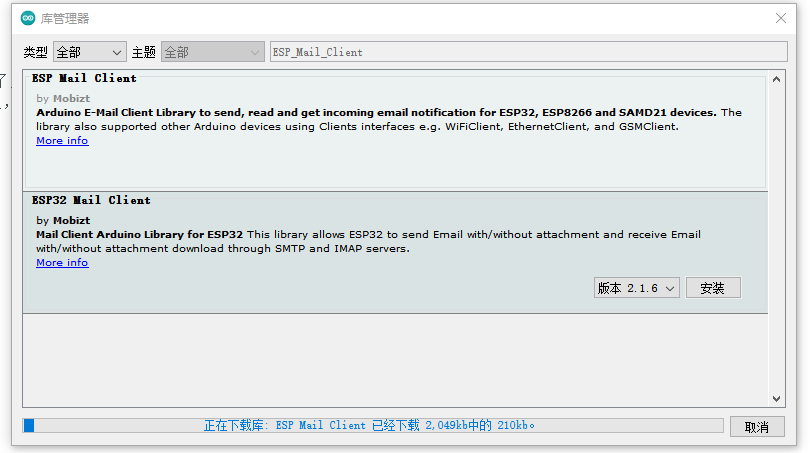 库管理器
类型 全部 主题 全部 ESP_Mail_Client
了
ESP Mail Client
by Mobizt
Arduino E-Mail Client Library to send, read and get incoming email notification for ESP32, ESP8266 and SAMD21 devices. The
library also supported other Arduino devices using Clients interfaces e.g. WiFiClient, EthernetClient, and GSMClient.
More info
ESP32 Mail Client
by Mobizt
Mail Client Arduino Library for ESP32 This library allows ESP32 to send Email with/without attachment and receive Email
with/without attachment download through SMTP and IMAP servers.
More info
版本 2.1.6 安装
正在下载库: ESP Mail Client 已经下载 2,049kb中的 210kb。 取消